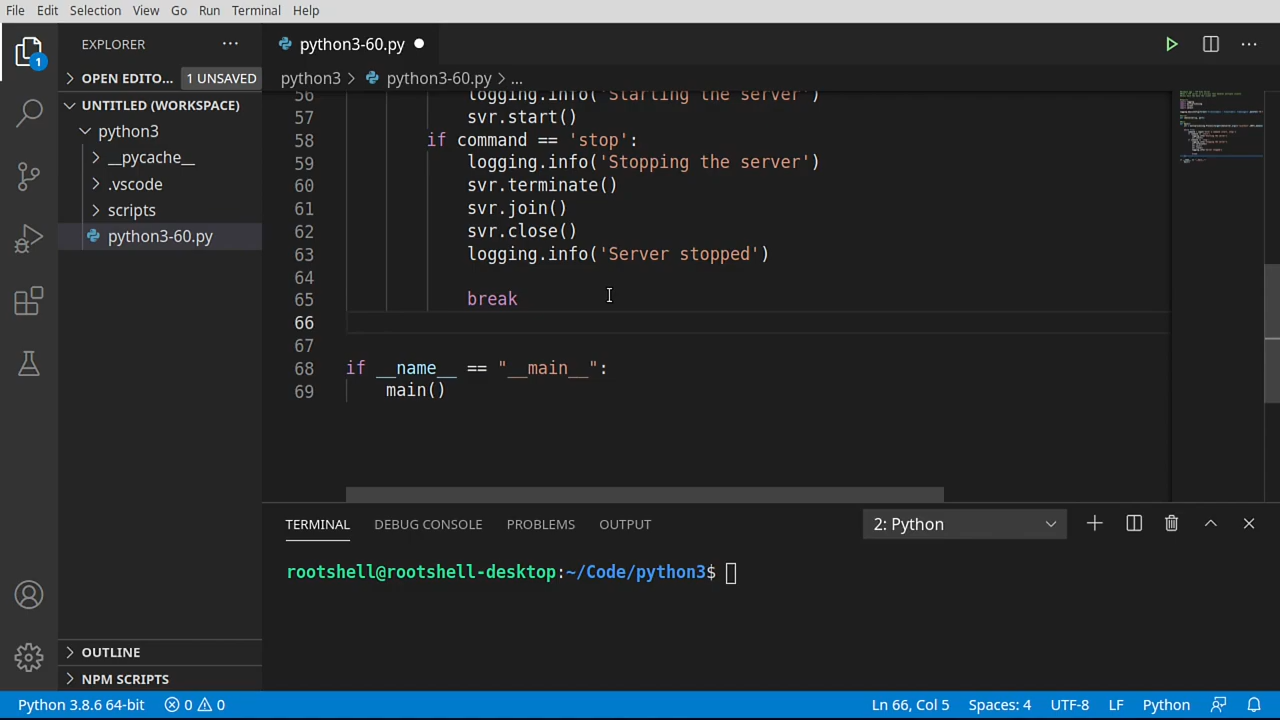 File Edit Selection View Go Run Terminal Help
EXPLORER
python3-60.py
1
OPEN EDITO... 1 UNSAVED
python3 > python3-60.py > ...
UNTITLED (WORKSPACE)
python3
__pycache__
.vscode
scripts
python3-60.py
56 logging.info('Starting the server')
57 svr.start()
58 if command == 'stop':
59 logging.info('Stopping the server')
60 svr.terminate()
61 svr.join()
62 svr.close()
63 logging.info('Server stopped')
64
65 break
66
67
68 if __name__ == "__main__":
69 main()
TERMINAL DEBUG CONSOLE PROBLEMS OUTPUT 2: Python
rootshell@rootshell-desktop:~/Code/python3$
OUTLINE
NPM SCRIPTS
Python 3.8.6 64-bit 0 0 Ln 66, Col 5 Spaces: 4 UTF-8 LF Python